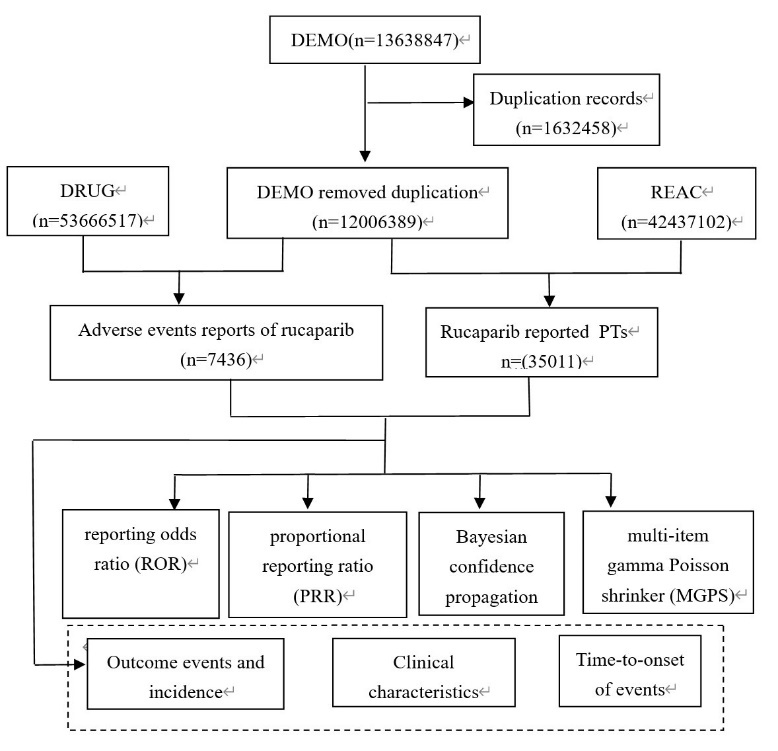 DEMO(n=13638847)↵
Duplication records↵
(n=1632458)↵
DRUG↵
(n=53666517)↵
DEMO removed duplication↵
(n=12006389)↵
REAC↵
(n=42437102)↵
Adverse events reports of rucaparib
(n=7436)↵
Rucaparib reported PTs↵
n=(35011)↵
reporting odds
ratio (ROR)↵
proportional
reporting ratio
(PRR)↵
Bayesian
confidence
propagation
multi-item
gamma Poisson
shrinker (MGPS)↵
↵
Outcome events and
incidence↵
Clinical
characteristics↵
Time-to-onset
of events↵